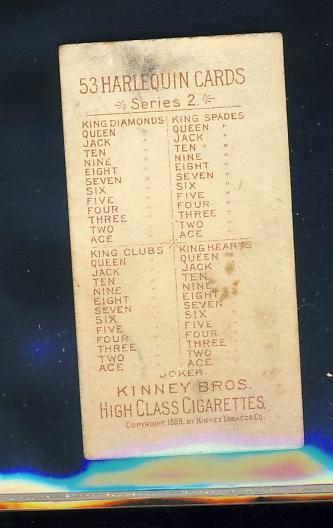 53 HARLEQUIN CARDS
Series 2.
KING DIAMONDS
QUEEN "
JACK "
TEN "
NINE "
EIGHT "
SEVEN "
SIX "
FIVE "
FOUR "
THREE "
TWO "
ACE "
KING SPADES
QUEEN "
JACK "
TEN "
NINE "
EIGHT "
SEVEN "
SIX "
FIVE "
FOUR "
THREE "
TWO "
ACE "
KING CLUBS
QUEEN "
JACK "
TEN "
NINE "
EIGHT "
SEVEN "
SIX "
FIVE "
FOUR "
THREE "
TWO "
ACE "
KING HEARTS
QUEEN "
JACK "
TEN "
NINE "
EIGHT "
SEVEN "
SIX "
FIVE "
FOUR "
THREE "
TWO "
ACE "
JOKER.
KINNEY BROS.
HIGH CLASS CIGARETTES.
COPYRIGHT, 1889, BY KINNEY TOBACCO CO.